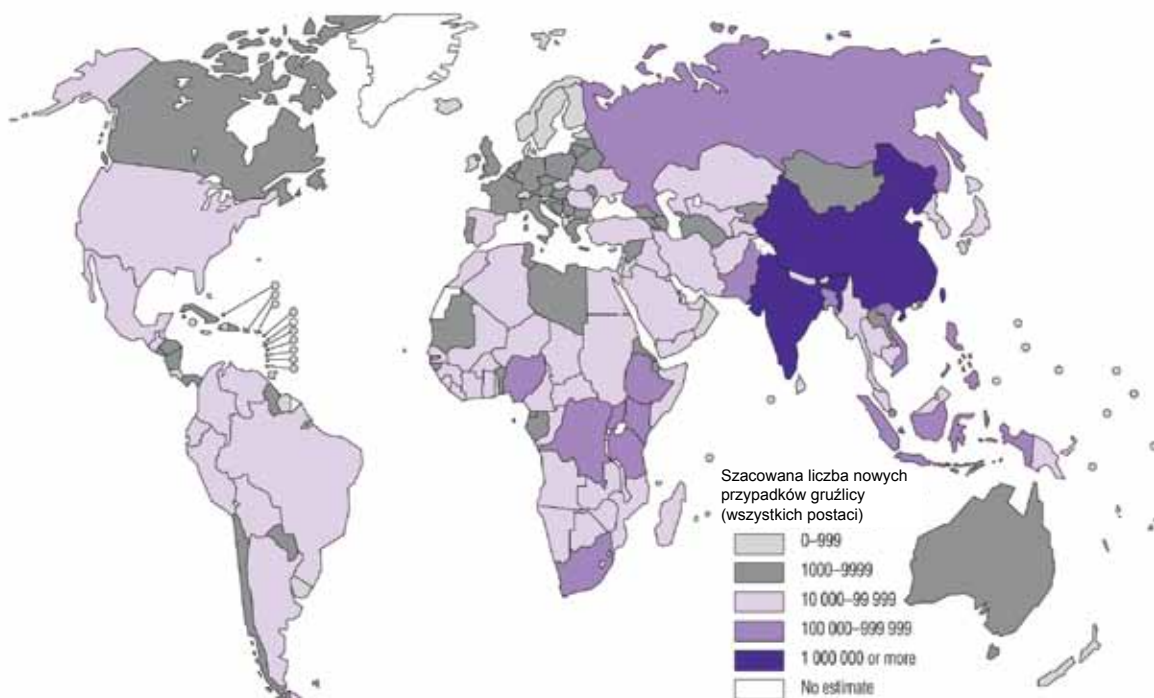 Szacowana liczba nowych
przypadków gruźlicy
(wszystkich postaci)
0–999
1000–9999
10 000–99 999
100 000–999 999
1 000 000 or more
No estimate